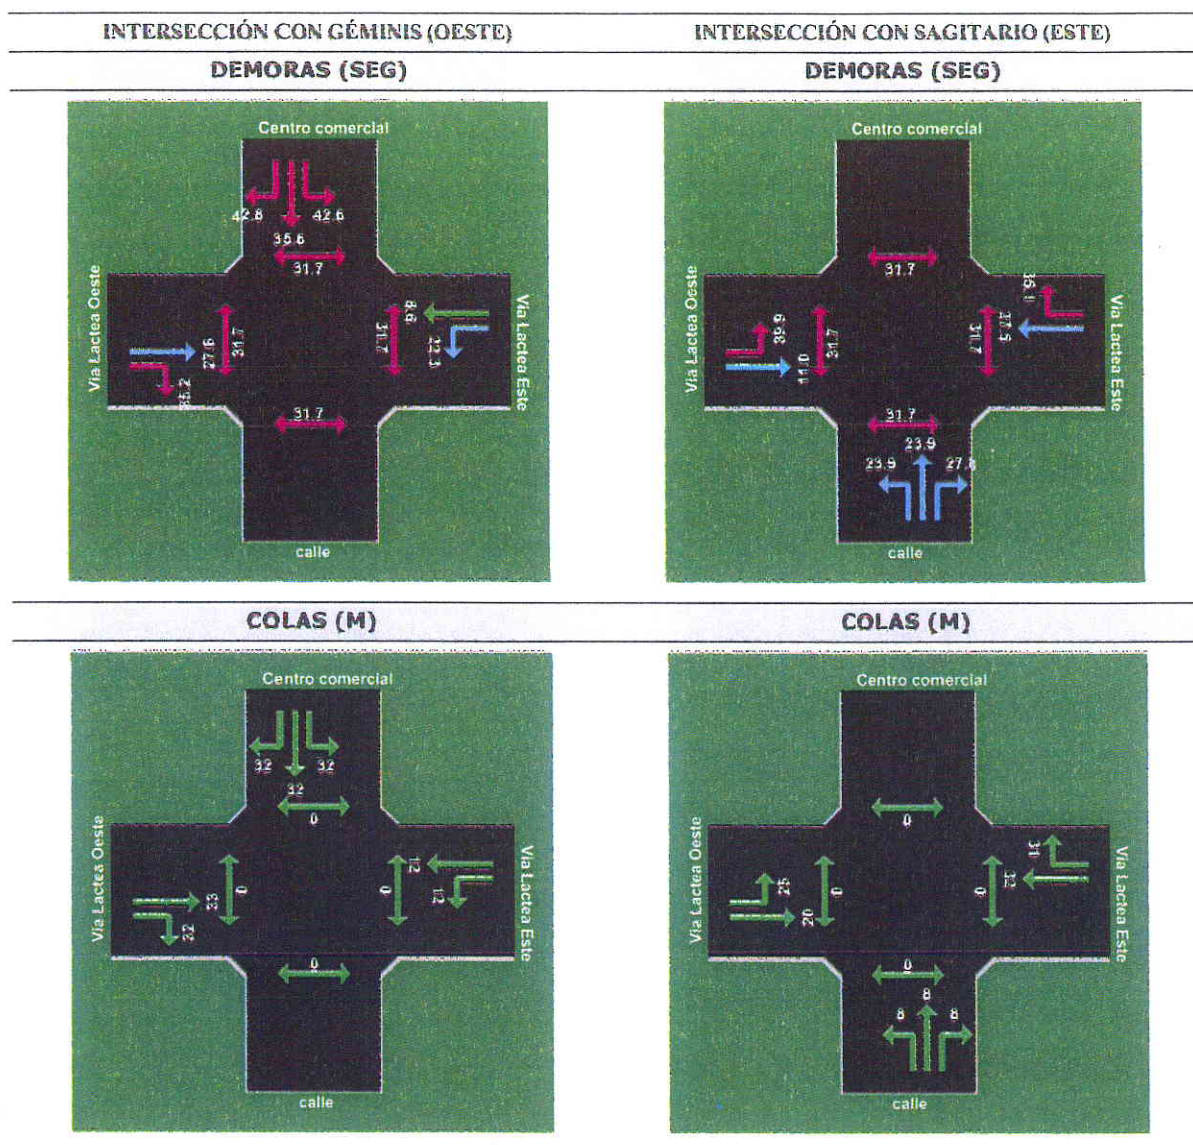 INTERSECCIÓN CON GÉMINIS (OESTE)
DEMORAS (SEG)
Centro comercial
42.8
42.6
35.6
31.7
Via Lactea Oeste
27.6
31.7
35.2
31.7
Via Lactea Este
31.7
calle
INTERSECCIÓN CON SAGITARIO (ESTE)
DEMORAS (SEG)
Centro comercial
31.7
Via Lactea Oeste
39.9
11.0
31.7
31.7
Via Lactea Este
31.7
23.9
23.9
calle
COLAS (M)
Centro comercial
32
32
32
0
Via Lactea Oeste
33
32
0
0
12
12
Via Lactea Este
0
calle
COLAS (M)
Centro comercial
0
Via Lactea Oeste
25
20
0
0
31
32
Via Lactea Este
0
8
8
8
calle